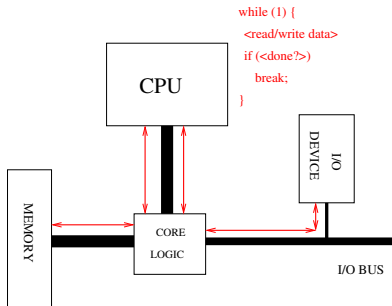 while (1) {
<read/write data>
if (<done?>)
break;
}
CPU
I/O
DEVICE
MEMORY
CORE
LOGIC
I/O BUS